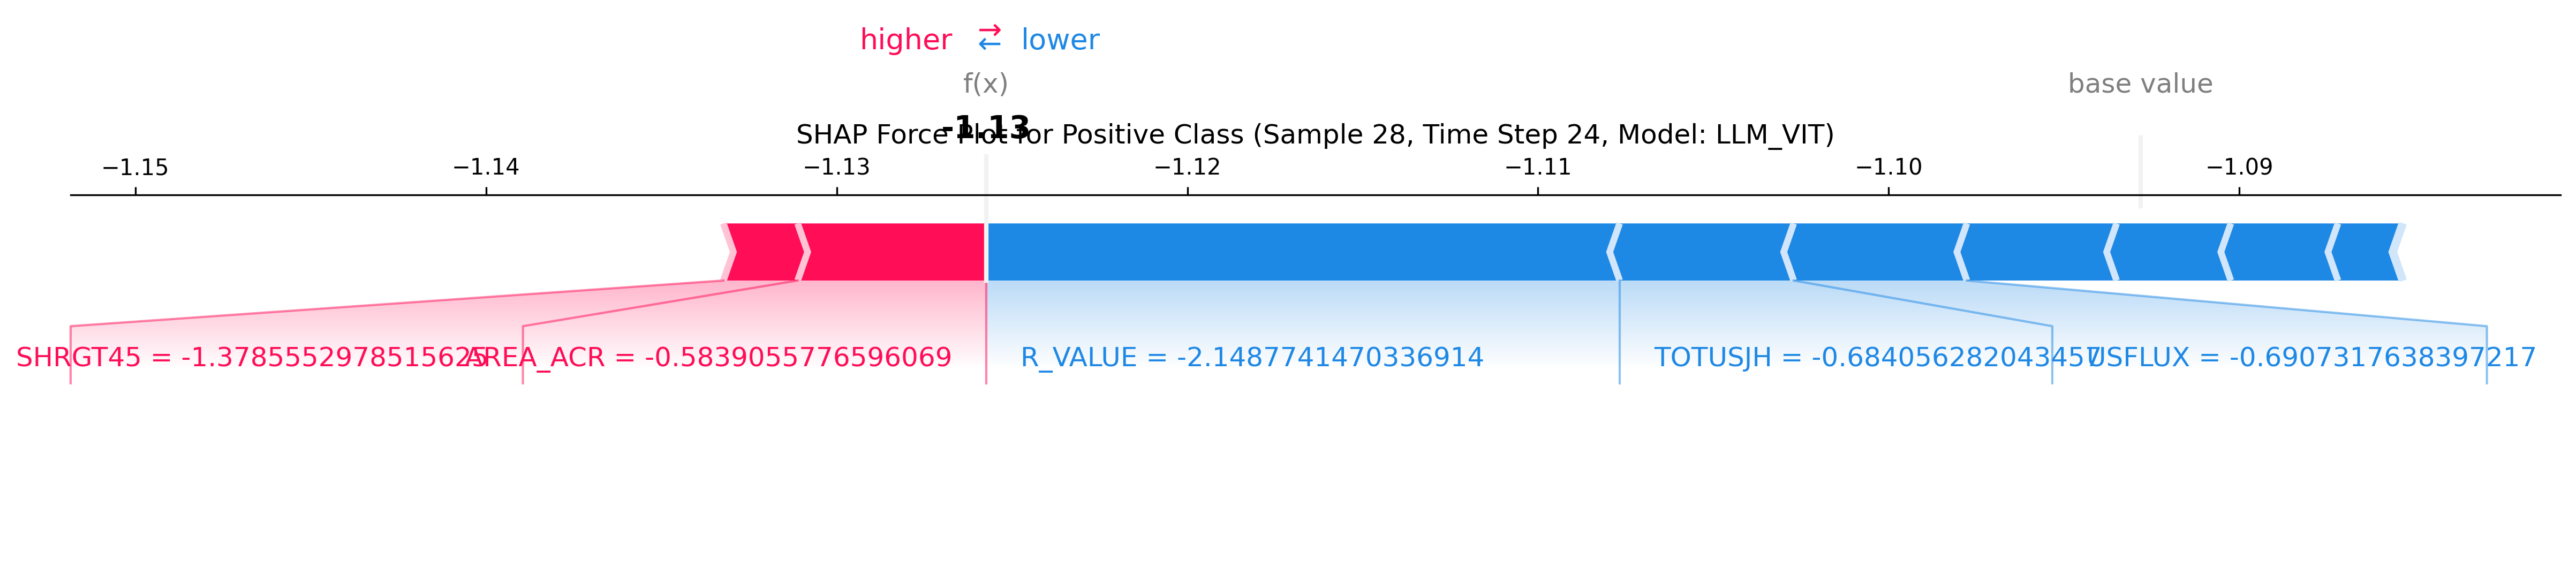 higher ⇄ lower
f(x)
base value
-1.13
SHAP Force Plot for Positive Class (Sample 28, Time Step 24, Model: LLM_VIT)
−1.15 −1.14 −1.13 −1.12 −1.11 −1.10 −1.09
SHRGT45 = -1.3785552978515625 AREA_ACR = -0.5839055776596069 R_VALUE = -2.1487741470336914 TOTUSJH = -0.684056282043457 USFLUX = -0.6907317638397217